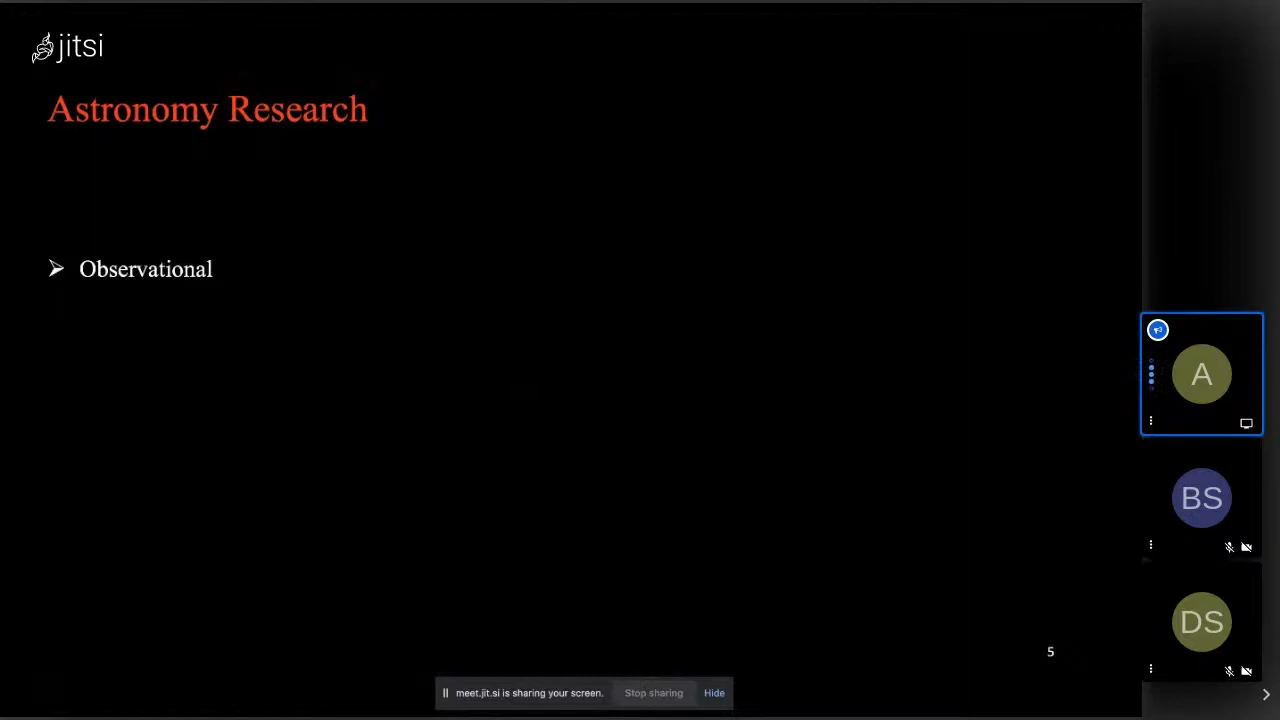 jitsi
Astronomy Research
➢ Observational
A
BS
DS
5
meet.jit.si is sharing your screen. Stop sharing Hide